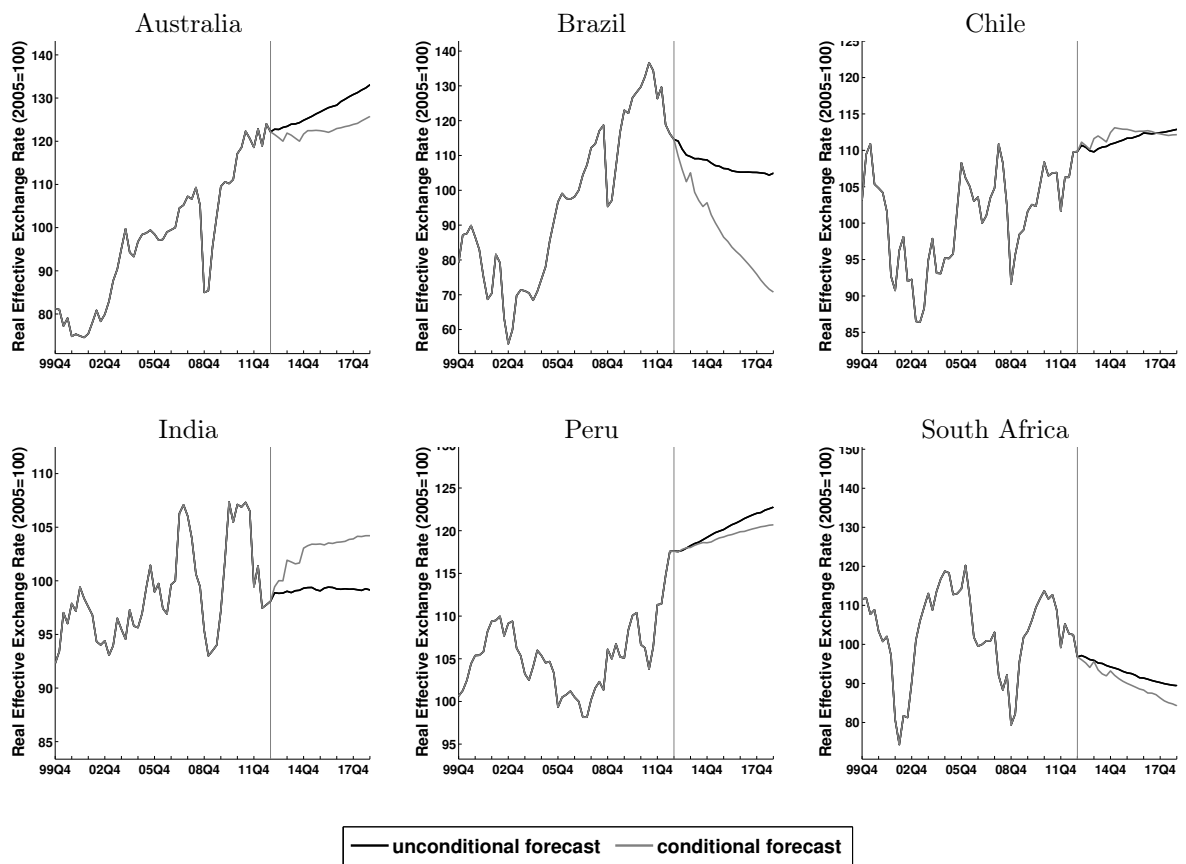 Australia
Real Effective Exchange Rate (2005=100)
140
130
120
110
100
90
80
99Q4 02Q4 05Q4 08Q4 11Q4 14Q4 17Q4
Brazil
Real Effective Exchange Rate (2005=100)
140
130
120
110
100
90
80
70
60
99Q4 02Q4 05Q4 08Q4 11Q4 14Q4 17Q4
Chile
Real Effective Exchange Rate (2005=100)
125
120
115
110
105
100
95
90
85
99Q4 02Q4 05Q4 08Q4 11Q4 14Q4 17Q4
India
Real Effective Exchange Rate (2005=100)
110
105
100
95
90
85
99Q4 02Q4 05Q4 08Q4 11Q4 14Q4 17Q4
Peru
Real Effective Exchange Rate (2005=100)
130
125
120
115
110
105
100
95
99Q4 02Q4 05Q4 08Q4 11Q4 14Q4 17Q4
South Africa
Real Effective Exchange Rate (2005=100)
150
140
130
120
110
100
90
80
99Q4 02Q4 05Q4 08Q4 11Q4 14Q4 17Q4
unconditional forecast conditional forecast